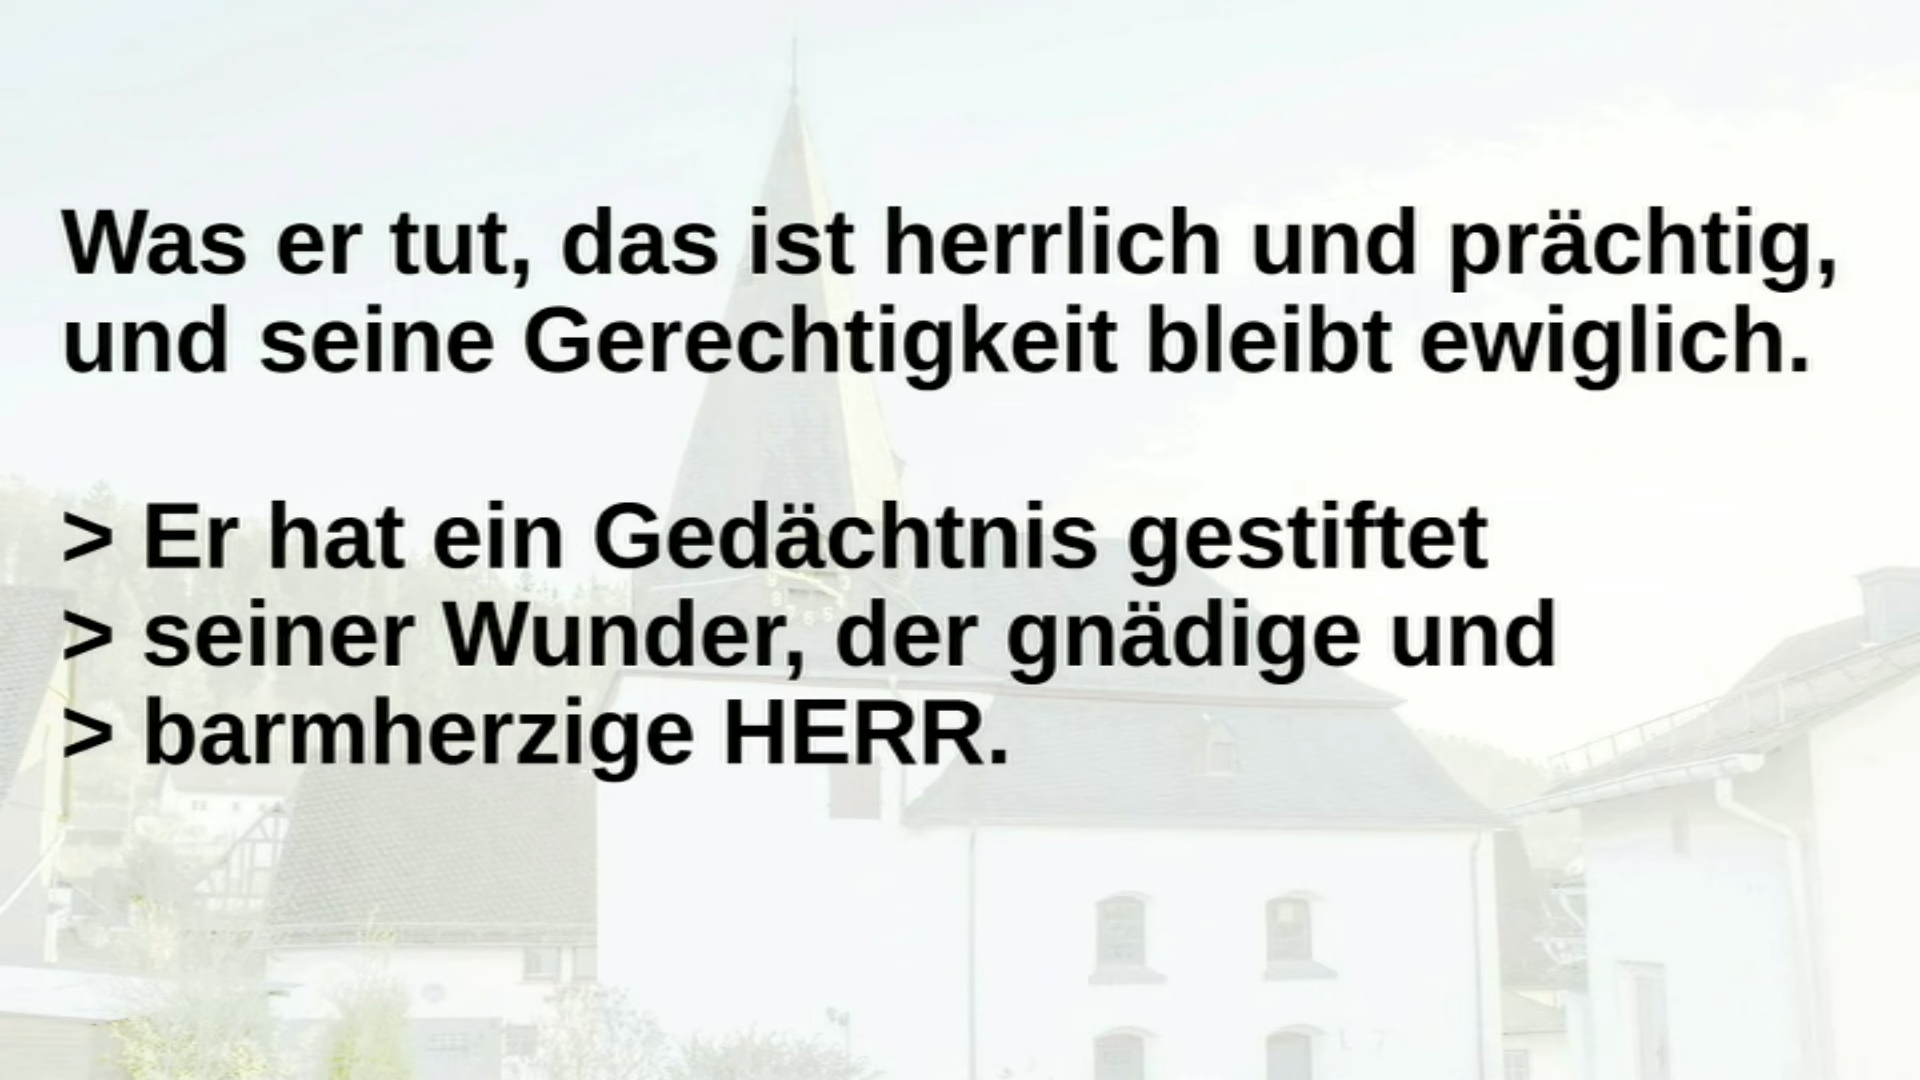 Was er tut, das ist herrlich und prächtig,
und seine Gerechtigkeit bleibt ewiglich.
> Er hat ein Gedächtnis gestiftet
> seiner Wunder, der gnädige und
> barmherzige HERR.